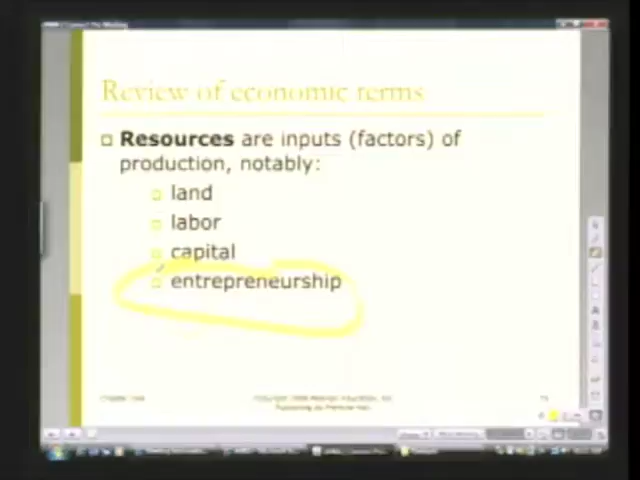 Review of economic terms
Resources are inputs (factors) of
production, notably:
land
labor
capital
entrepreneurship